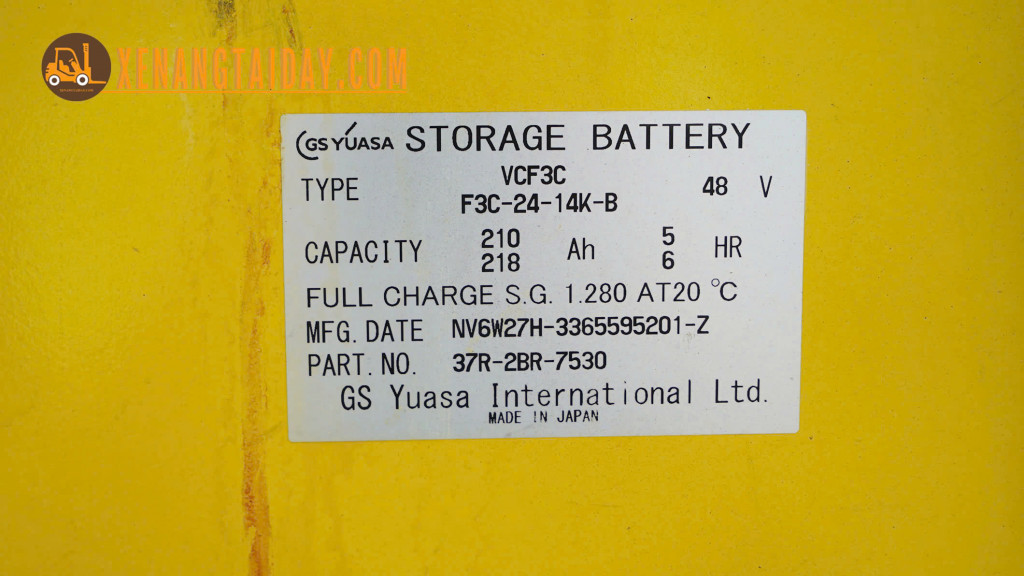 XENANGTAIDAY.COM
GS YUASA STORAGE BATTERY
TYPE VCF3C 48 V
F3C-24-14K-B
CAPACITY 210 Ah 5 HR
218 6
FULL CHARGE S.G. 1.280 AT20 °C
MFG. DATE NV6W27H-3365595201-Z
PART. NO. 37R-2BR-7530
GS Yuasa International Ltd.
MADE IN JAPAN